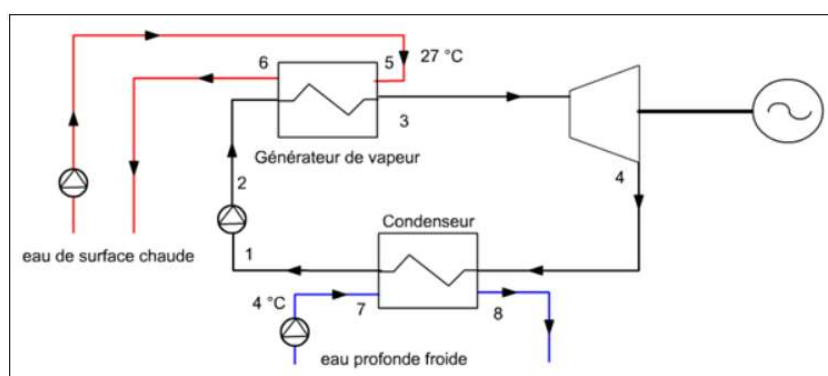 6
5
27 °C
3
Générateur de vapeur
2
4
Condenseur
eau de surface chaude
1
4 °C
7
8
eau profonde froide